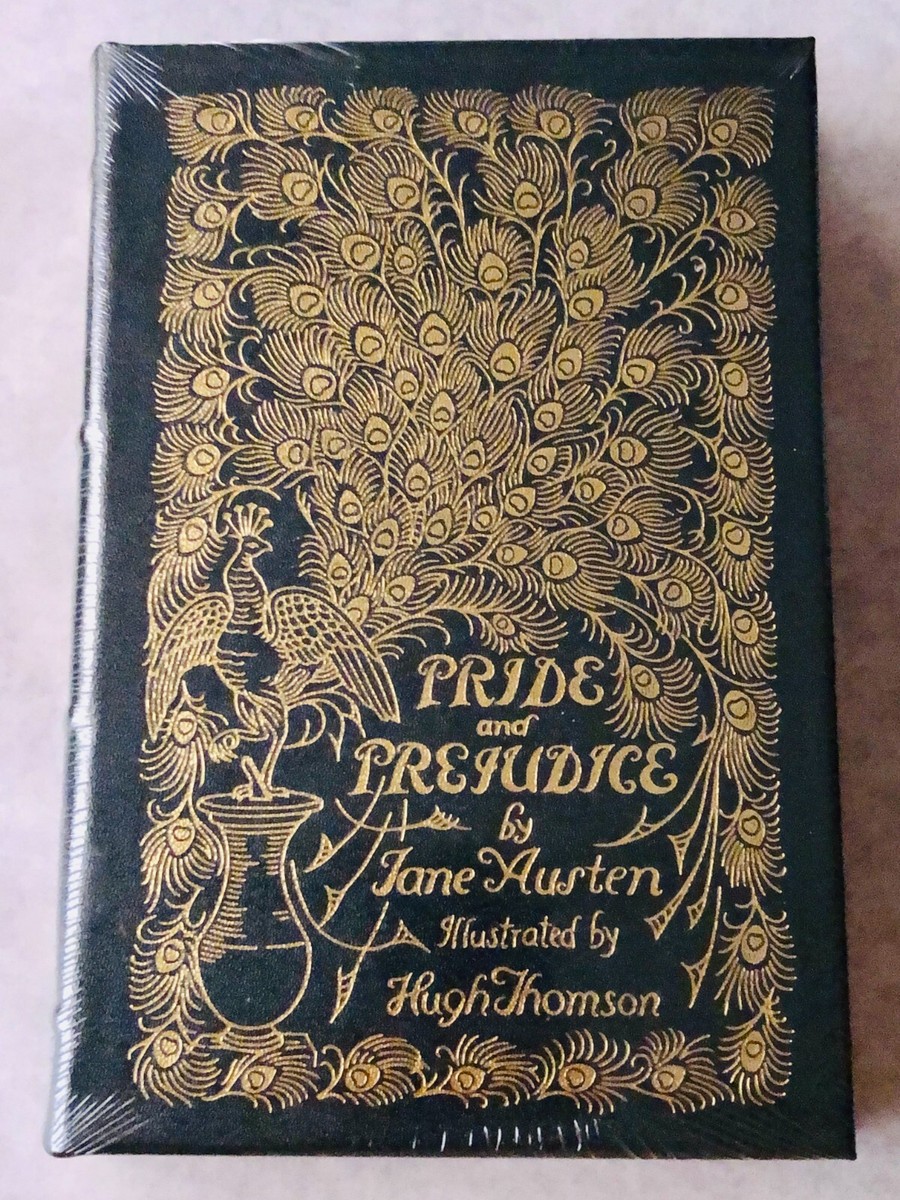 PRIDE
and
PREJUDICE
by
Jane Austen
Illustrated by
Hugh Thomson